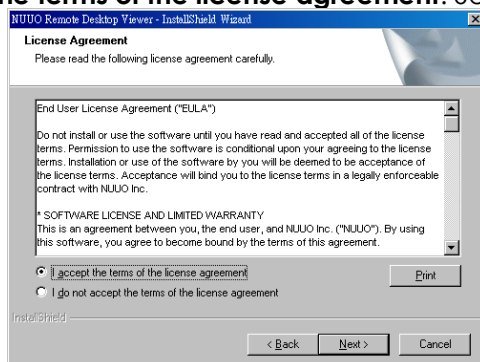 he terms of the license agreement.
NUUO Remote Desktop Viewer - InstallShield Wizard
License Agreement
Please read the following license agreement carefully.
End User License Agreement ("EULA")
Do not install or use the software until you have read and accepted all of the license
terms. Permission to use the software is conditional upon your agreeing to the license
terms. Installation or use of the software by you will be deemed to be acceptance of
the license terms. Acceptance will bind you to the license terms in a legally enforceable
contract with NUUO Inc.
* SOFTWARE LICENSE AND LIMITED WARRANTY
This is an agreement between you, the end user, and NUUO Inc. ("NUUO"). By using
this software, you agree to become bound by the terms of this agreement.
I accept the terms of the license agreement
Print
I do not accept the terms of the license agreement
InstallShield
< Back
Next >
Cancel